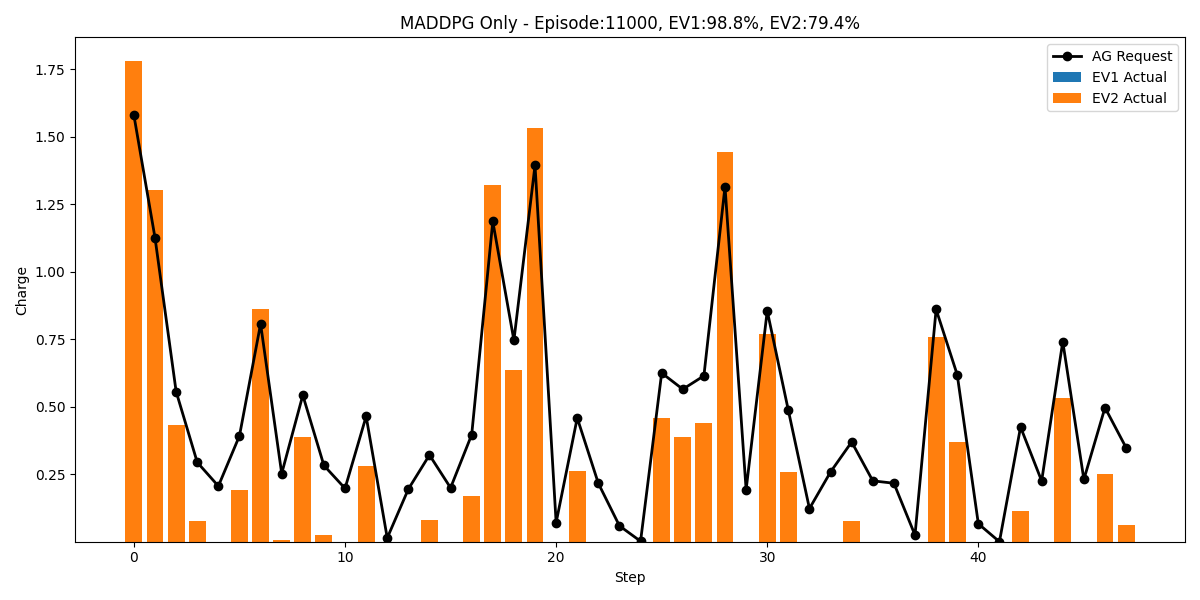 MADDPG Only - Episode:11000, EV1:98.8%, EV2:79.4%
AG Request
EV1 Actual
EV2 Actual
Charge
1.75
1.50
1.25
1.00
0.75
0.50
0.25
0 10 20 30 40
Step